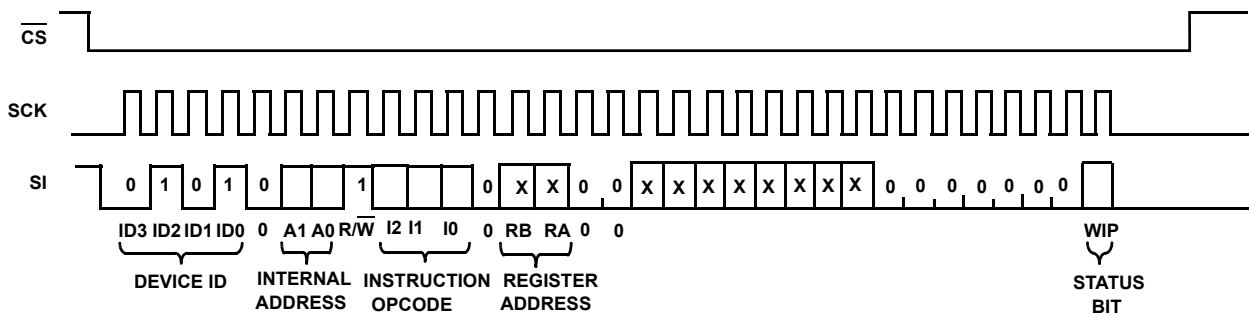 CS
SCK
SI
0 1 0 1 0 1 0 X X 0 0 X X X X X X X X 0 0 0 0 0 0 0
ID3 ID2 ID1 ID0 0 A1 A0 R/W I2 I1 I0 0 RB RA 0 0 WIP
DEVICE ID
INTERNAL ADDRESS
INSTRUCTION OPCODE
REGISTER ADDRESS
STATUS BIT